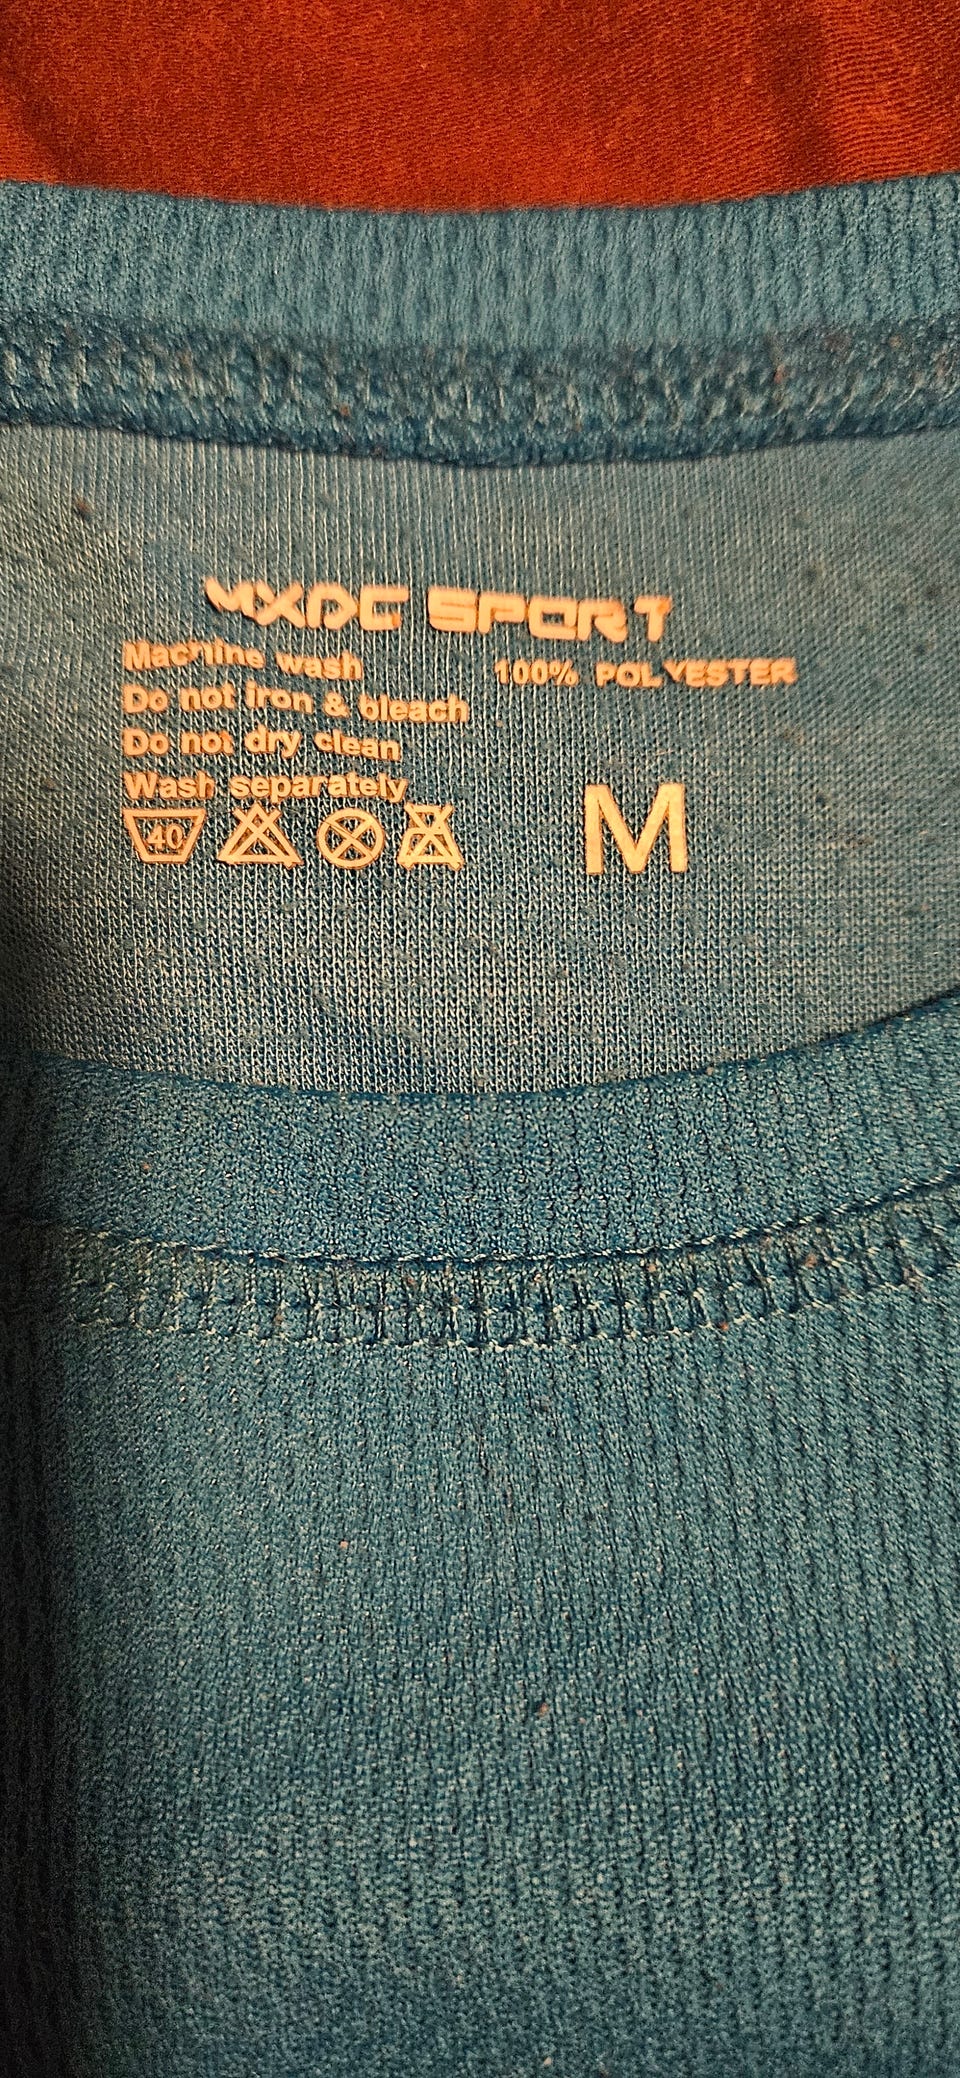 MXDC SPORT
Machine wash
100% POLYESTER
Do not iron & bleach
Do not dry clean
Wash separately
40
M